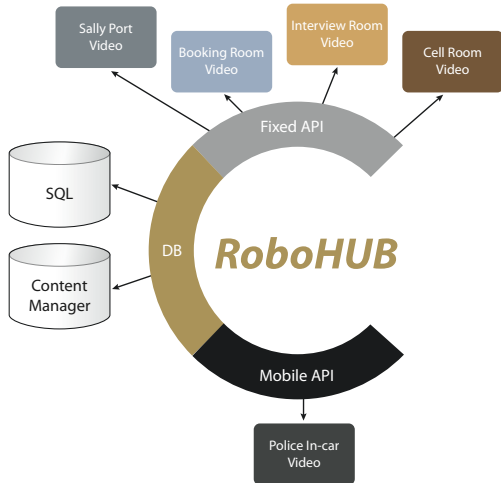 Sally Port
Video
Booking Room
Video
Interview Room
Video
Cell Room
Video
Fixed API
SQL
DB
RoboHUB
Content
Manager
Mobile API
Police In-car
Video